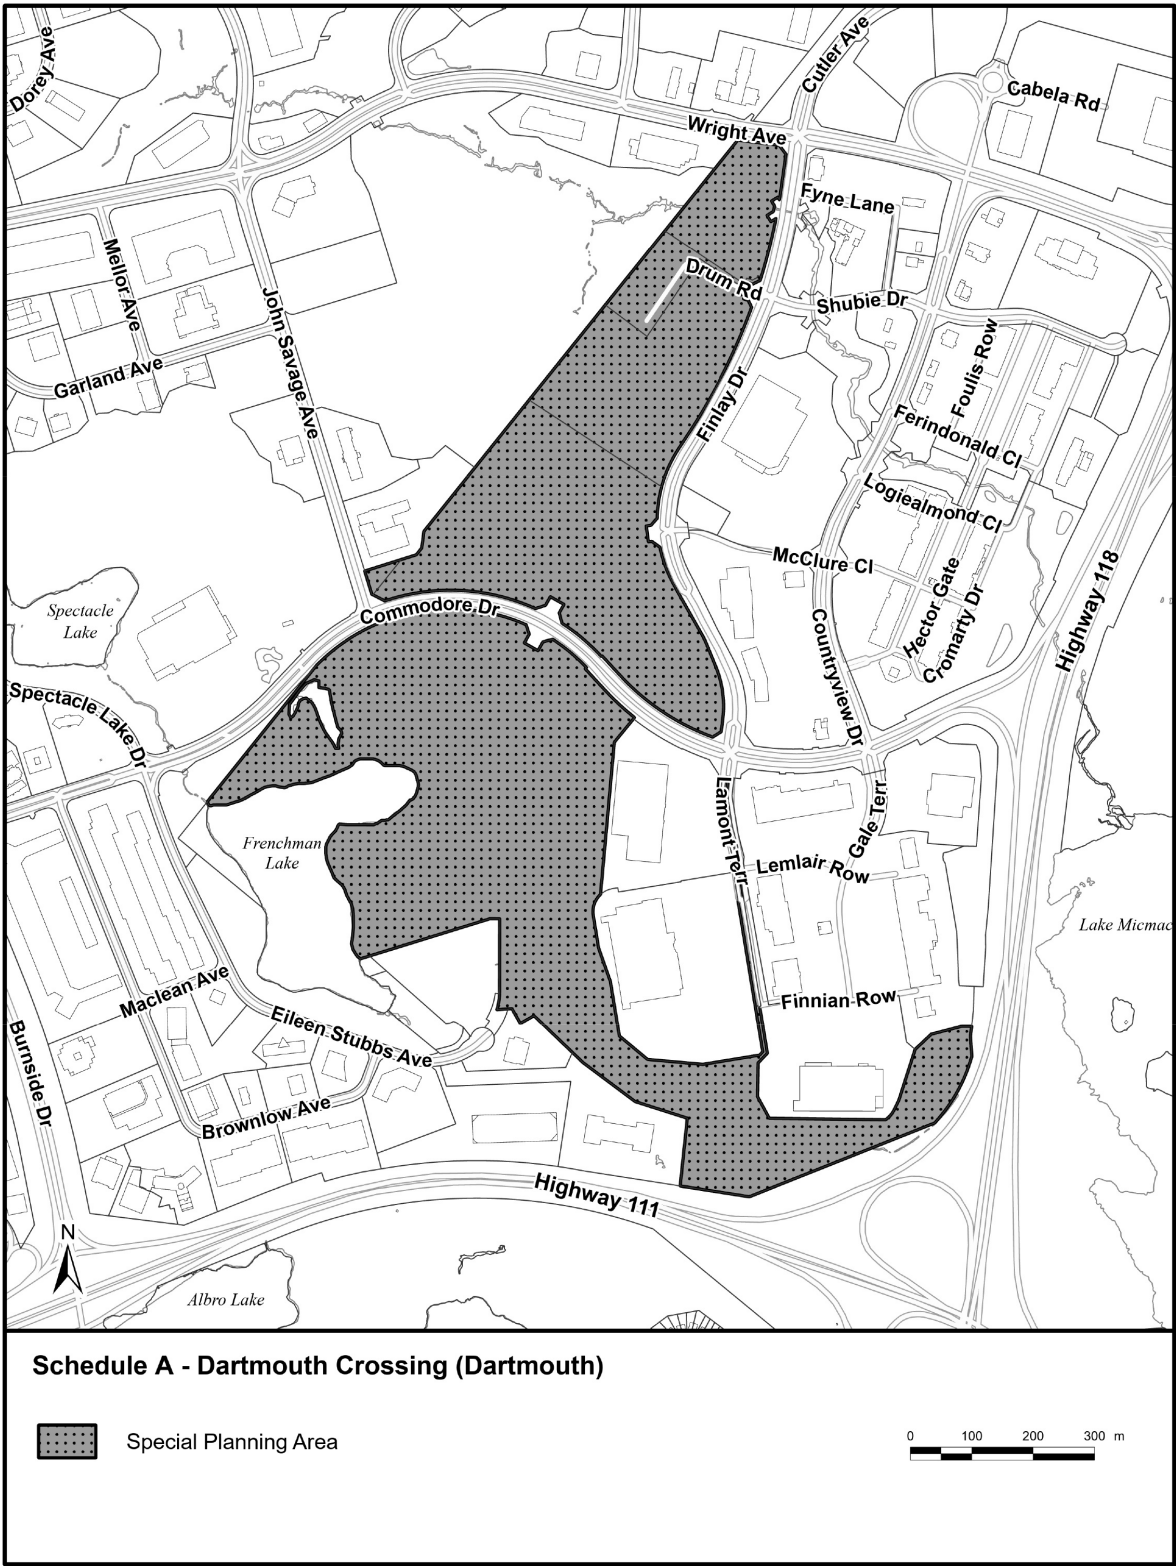 Dorey Ave
Cutler Ave
Cabela Rd
Wright Ave
Fyne Lane
Mellor Ave
Drum Rd
Shubie Dr
John Savage Ave
Garland Ave
Foulis Row
Finlay Dr
Ferindonald Cl
Logiealmond Cl
McClure Cl
Hector Gate
Cromarty Dr
Highway 118
Spectacle
Lake
Commodore Dr
Countryview Dr
Spectacle Lake Dr
Lamont Terr
Gale Terr
Frenchman
Lake
Lemlair Row
Lake Micmac
Maclean Ave
Finnian Row
Eileen Stubbs Ave
Burnside Dr
Brownlow Ave
Highway 111
N
Albro Lake
Schedule A - Dartmouth Crossing (Dartmouth)
Special Planning Area
0 100 200 300 m